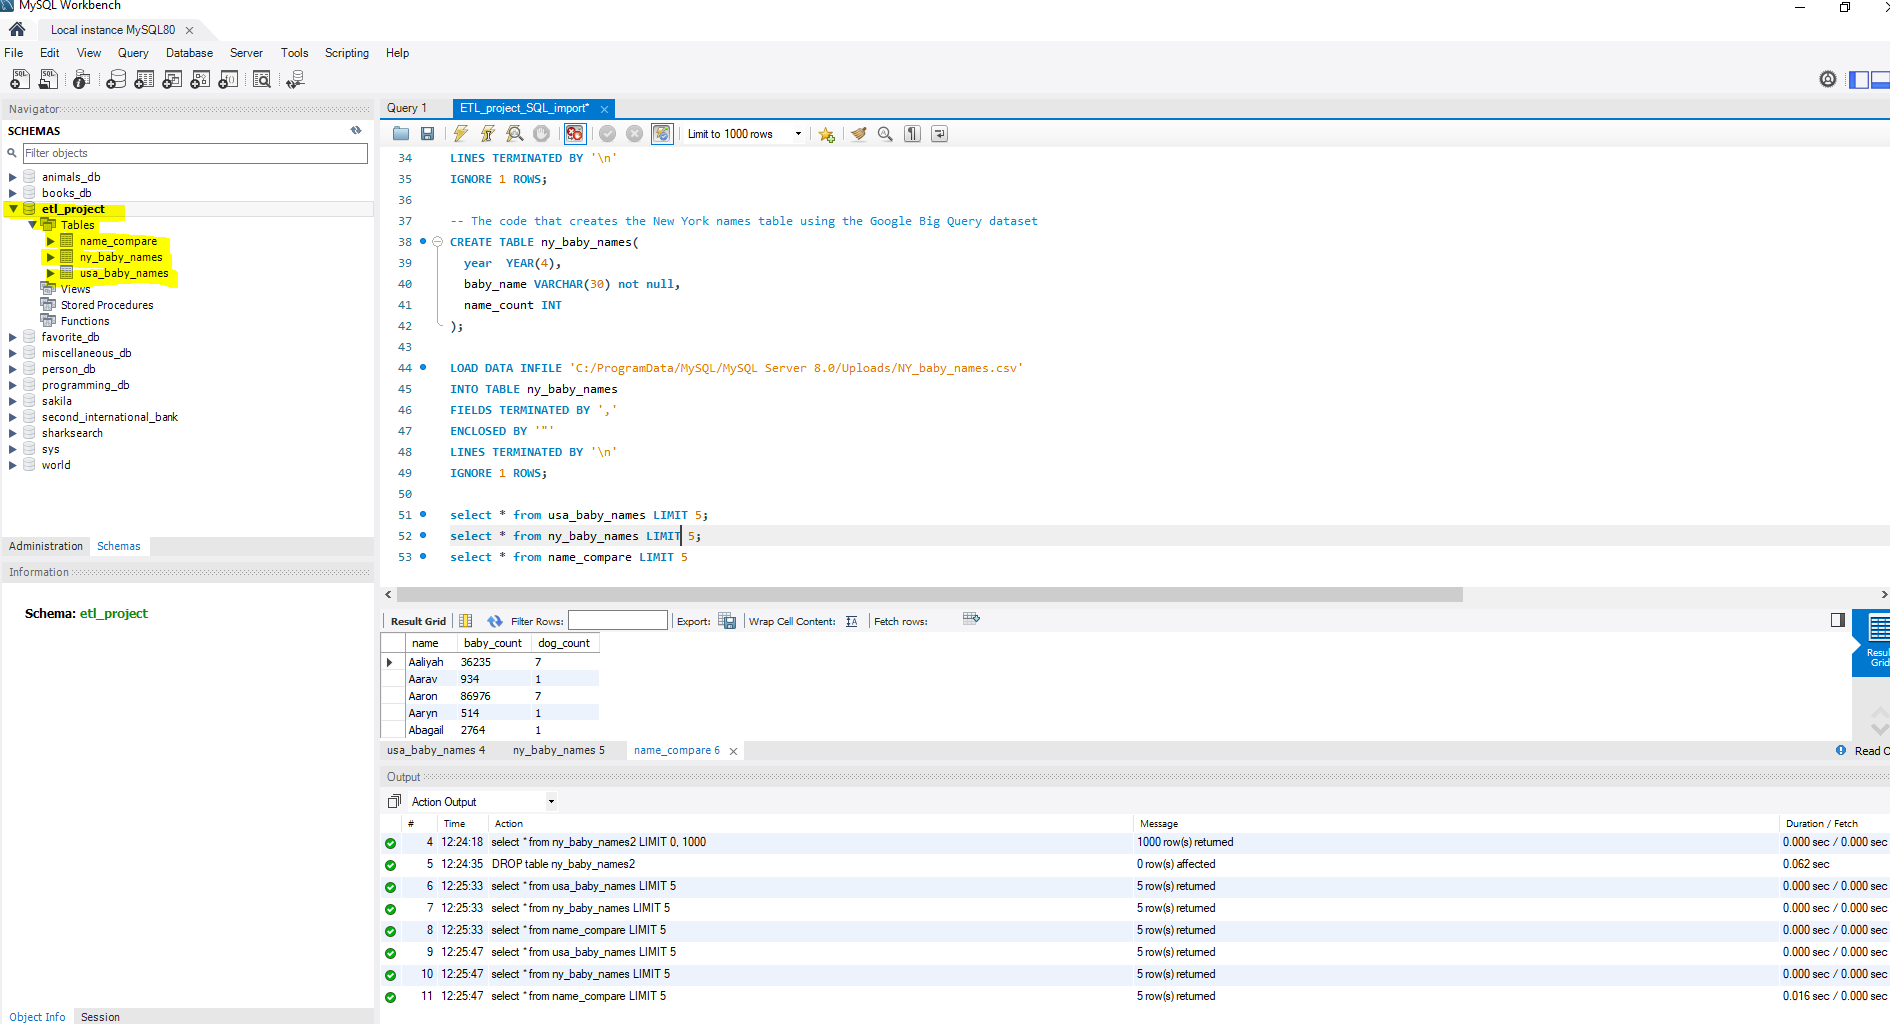 MySQL Workbench
Local instance MySQL80
File Edit View Query Database Server Tools Scripting Help
Navigator
SCHEMAS
Filter objects
animals_db
books_db
etl_project
Tables
name_compare
ny_baby_names
usa_baby_names
Views
Stored Procedures
Functions
favorite_db
miscellaneous_db
person_db
programming_db
sakila
second_international_bank
sharksearch
sys
world
Administration Schemas
Information
Schema: etl_project
Object Info Session
Query 1 ETL_project_SQL_import*
Limit to 1000 rows
34 LINES TERMINATED BY '\n'
35 IGNORE 1 ROWS;
36
37 -- The code that creates the New York names table using the Google Big Query dataset
38 CREATE TABLE ny_baby_names(
39 year YEAR(4),
40 baby_name VARCHAR(30) not null,
41 name_count INT
42 );
43
44 LOAD DATA INFILE 'C:/ProgramData/MySQL/MySQL Server 8.0/Uploads/NY_baby_names.csv'
45 INTO TABLE ny_baby_names
46 FIELDS TERMINATED BY ','
47 ENCLOSED BY '"'
48 LINES TERMINATED BY '\n'
49 IGNORE 1 ROWS;
50
51 select * from usa_baby_names LIMIT 5;
52 select * from ny_baby_names LIMIT 5;
53 select * from name_compare LIMIT 5
Result Grid Filter Rows: Export: Wrap Cell Content: Fetch rows:
name baby_count dog_count
Aaliyah 36235 7
Aarav 934 1
Aaron 86976 7
Aaryn 514 1
Abagail 2764 1
Result
Grid
usa_baby_names 4 ny_baby_names 5 name_compare 6
Read O
Output
Action Output
# Time Action Message Duration / Fetch
4 12:24:18 select * from ny_baby_names2 LIMIT 0, 1000 1000 row(s) returned 0.000 sec / 0.000 sec
5 12:24:35 DROP table ny_baby_names2 0 row(s) affected 0.062 sec
6 12:25:33 select * from usa_baby_names LIMIT 5 5 row(s) returned 0.000 sec / 0.000 sec
7 12:25:33 select * from ny_baby_names LIMIT 5 5 row(s) returned 0.000 sec / 0.000 sec
8 12:25:33 select * from name_compare LIMIT 5 5 row(s) returned 0.000 sec / 0.000 sec
9 12:25:47 select * from usa_baby_names LIMIT 5 5 row(s) returned 0.000 sec / 0.000 sec
10 12:25:47 select * from ny_baby_names LIMIT 5 5 row(s) returned 0.000 sec / 0.000 sec
11 12:25:47 select * from name_compare LIMIT 5 5 row(s) returned 0.016 sec / 0.000 sec